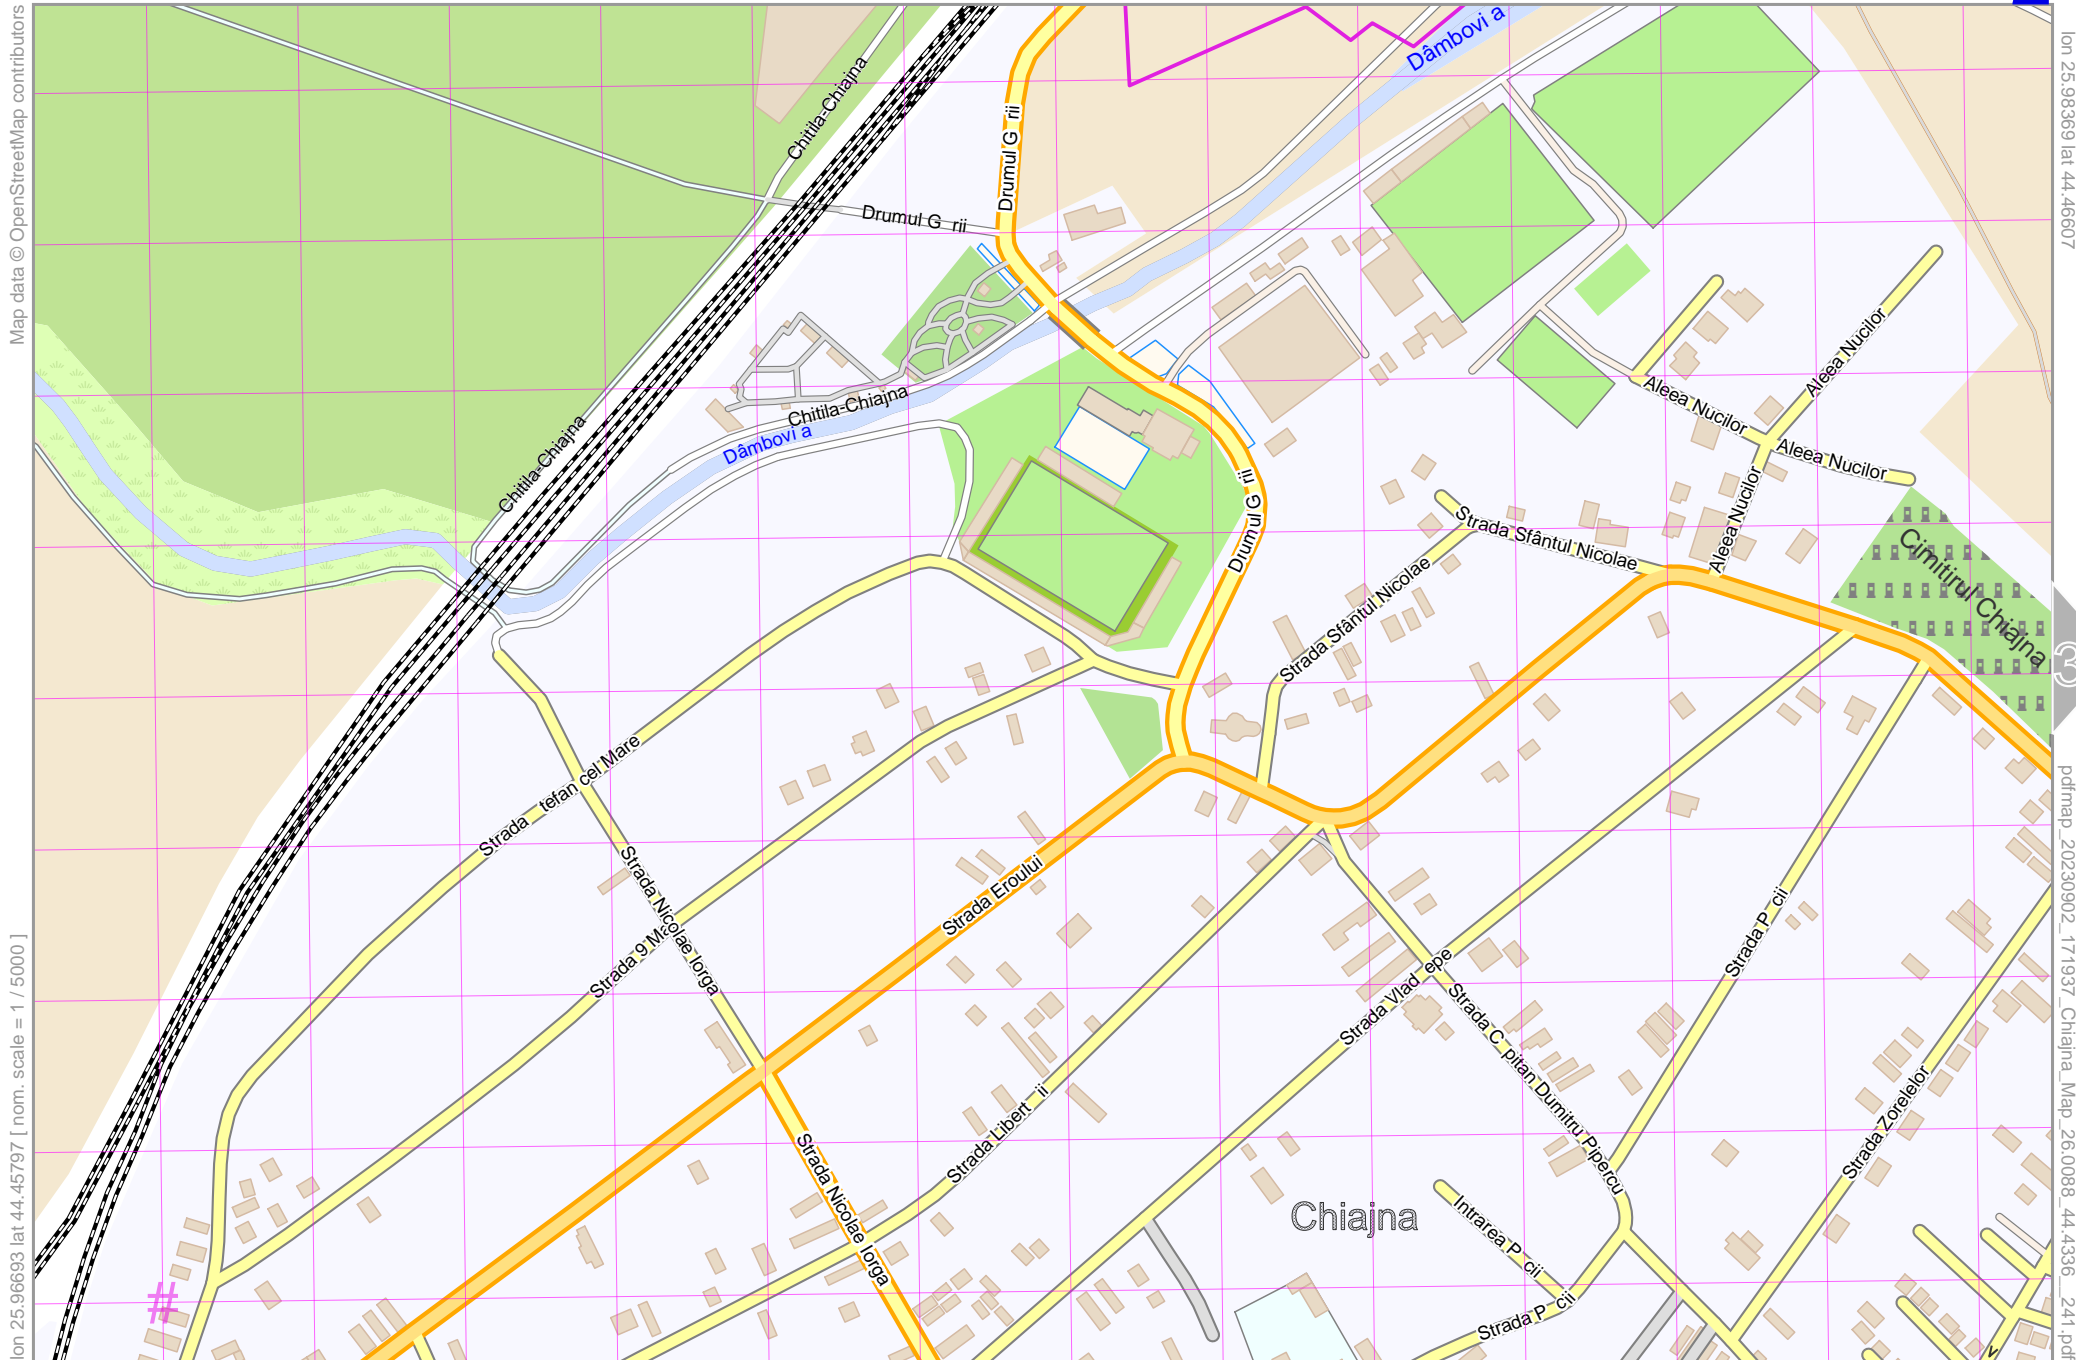 Map data © OpenStreetMap contributors
lon 25.96693 lat 44.45797 [ nom. scale = 1 / 5000 ]
lon 25.98369 lat 44.46607
pdfmap_20230902_171937_Chiajna_Map_26.0088_44.4336__241.pdf
Dâmbovi a
Chitila-Chiajna
Drumul G rii
Drumul G rii
Aleea Nucilor
Aleea Nucilor
Aleea Nucilor
Aleea Nucilor
Chitila-Chiajna
Dâmbovi a
Chitila-Chiajna
Drumul G rii
Strada Sfântul Nicolae
Strada Sfântul Nicolae
Cimitirul Chiajna
Strada tefan cel Mare
Strada Nicolae Iorga
Strada 9 Ma
Strada Eroului
Strada P cii
Strada Vlad epe
Strada C pitan Dumitru Pipercu
Strada Libert ii
Strada Zorelelor
Strada Nicolae Iorga
Chiajna
Intrarea P cii
Strada P cii
#